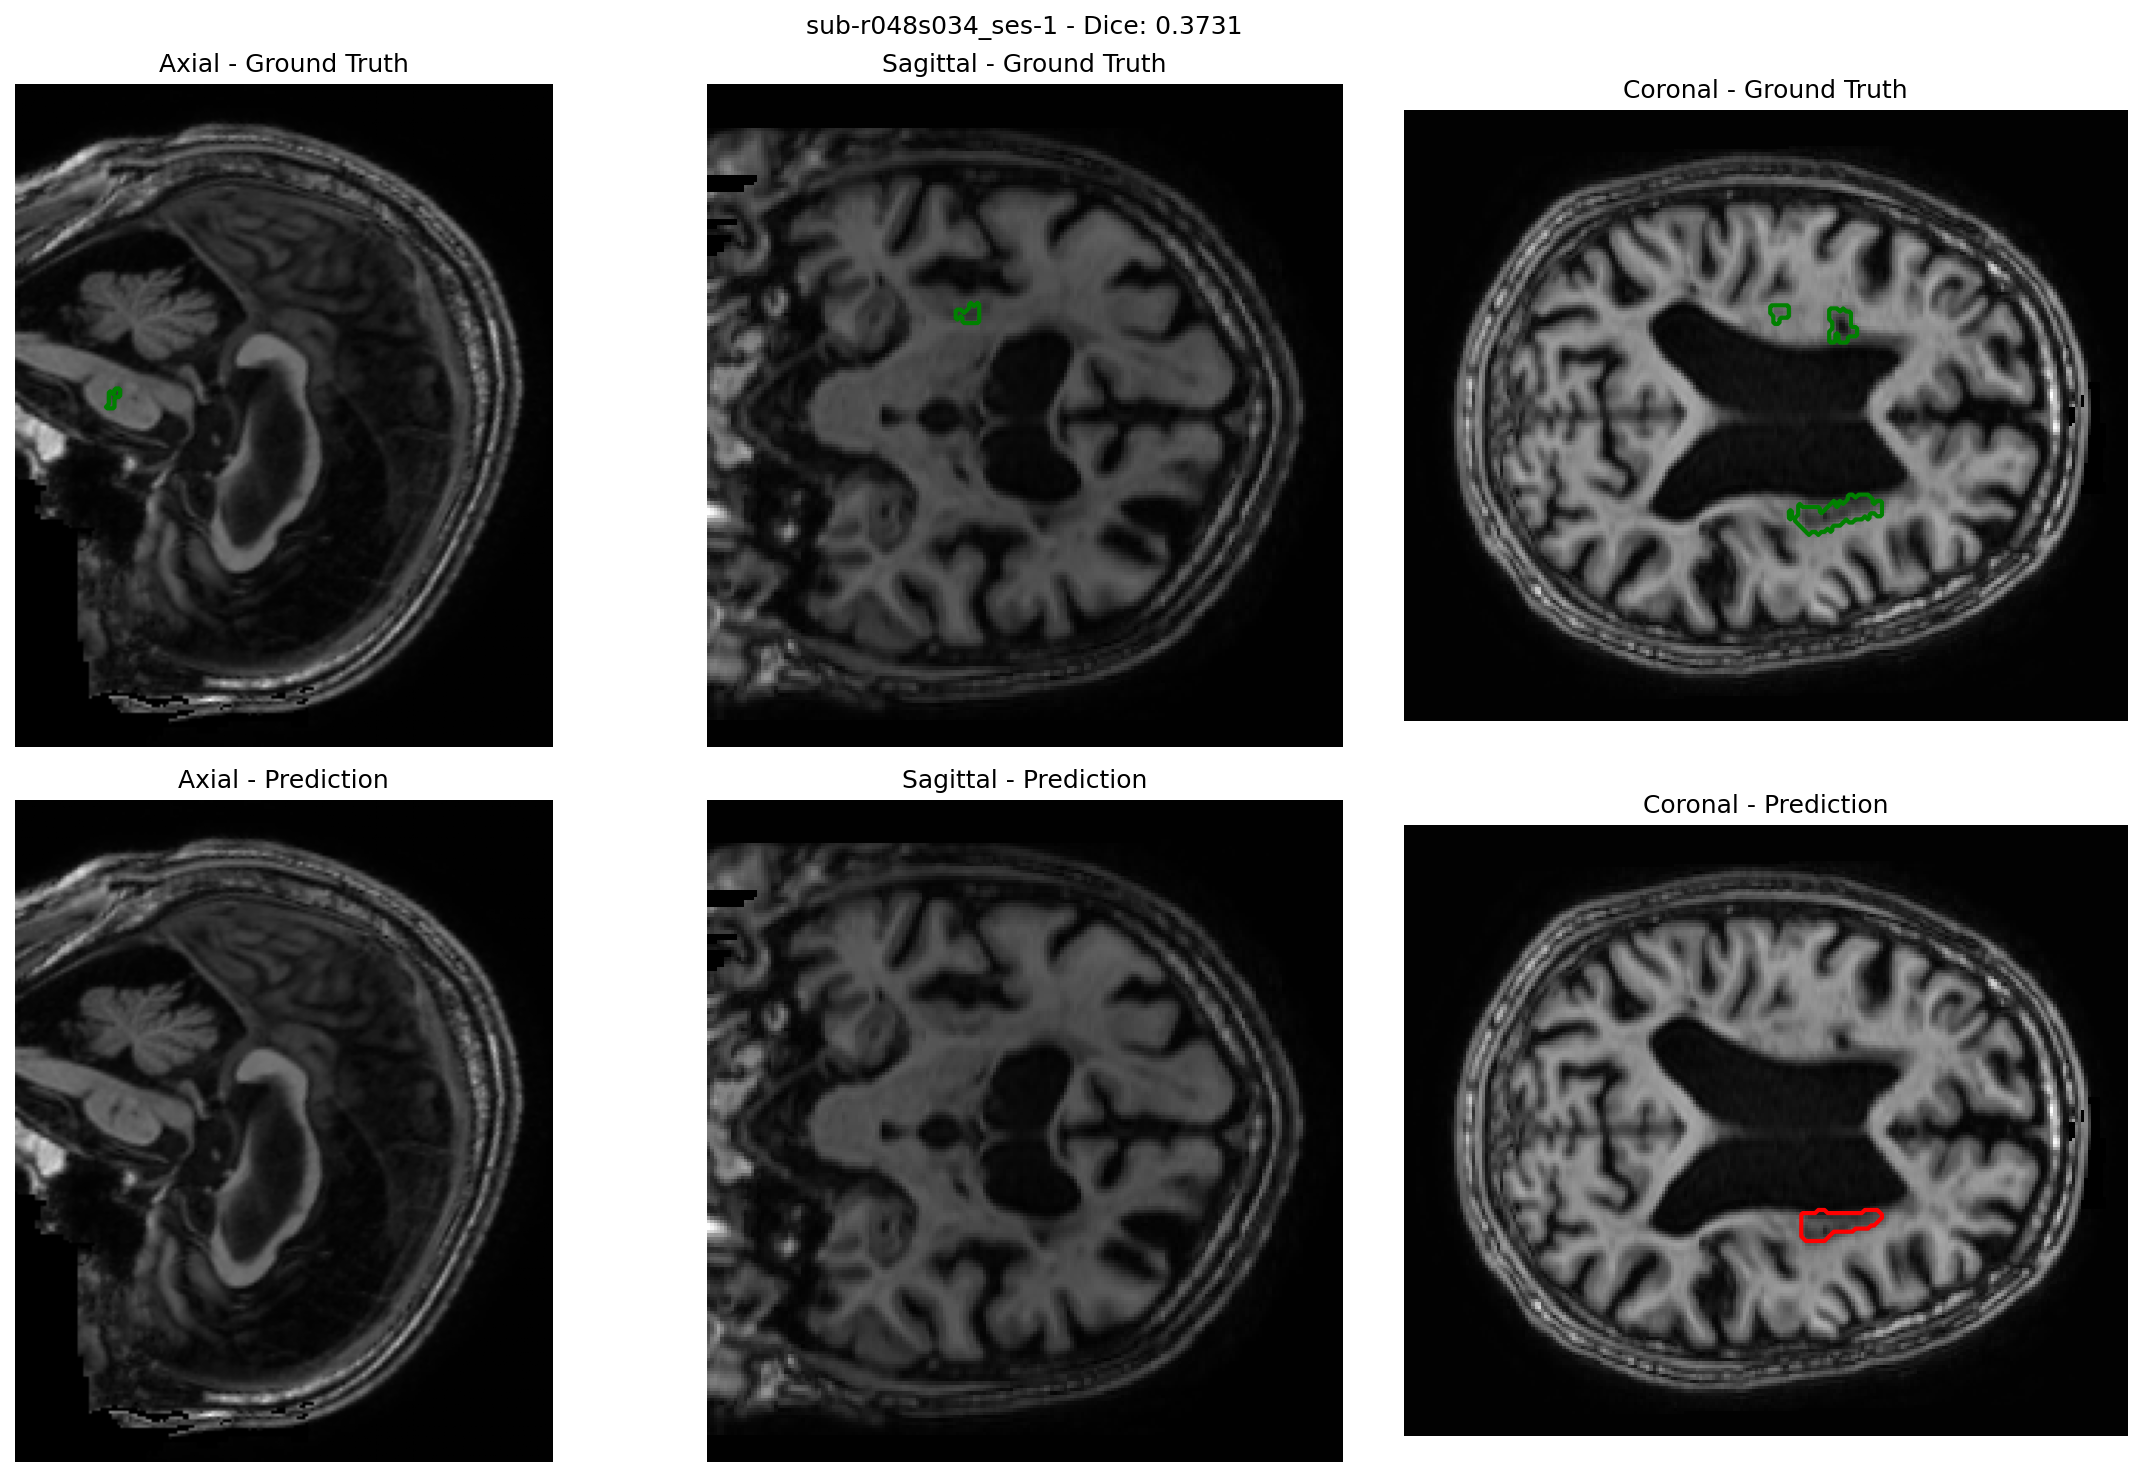 sub-r048s034_ses-1 - Dice: 0.3731
Axial - Ground Truth
Sagittal - Ground Truth
Coronal - Ground Truth
Axial - Prediction
Sagittal - Prediction
Coronal - Prediction